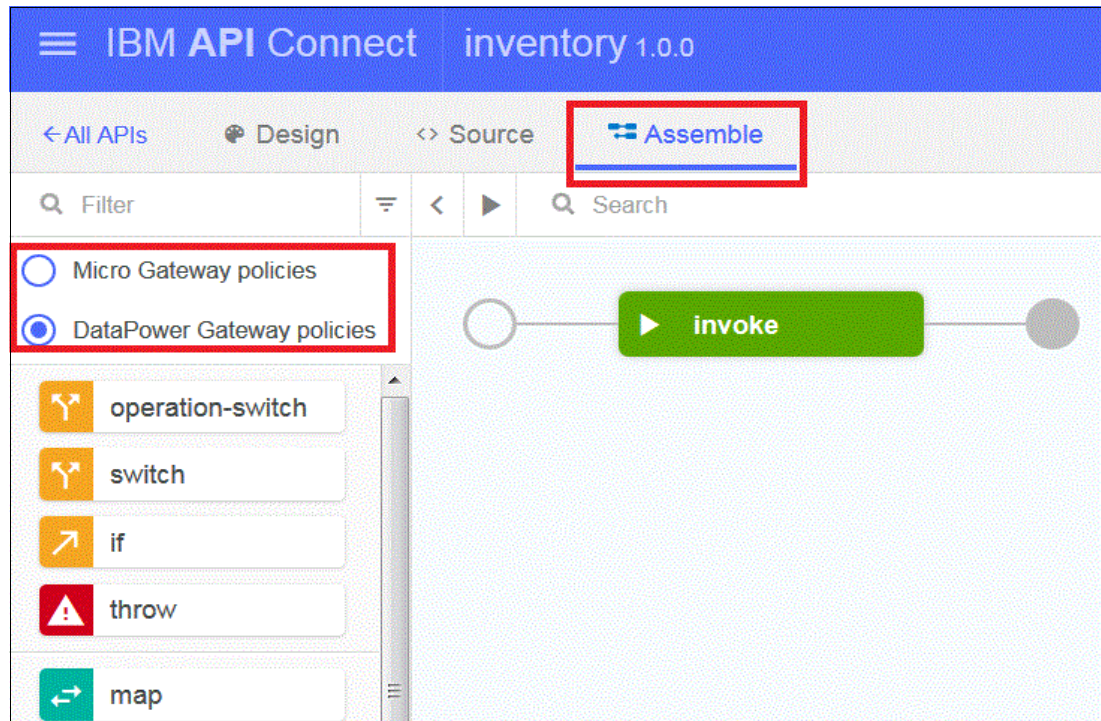 IBM API Connect inventory 1.0.0
All APIs Design Source Assemble
Filter Search
Micro Gateway policies
DataPower Gateway policies
invoke
operation-switch
switch
if
throw
map